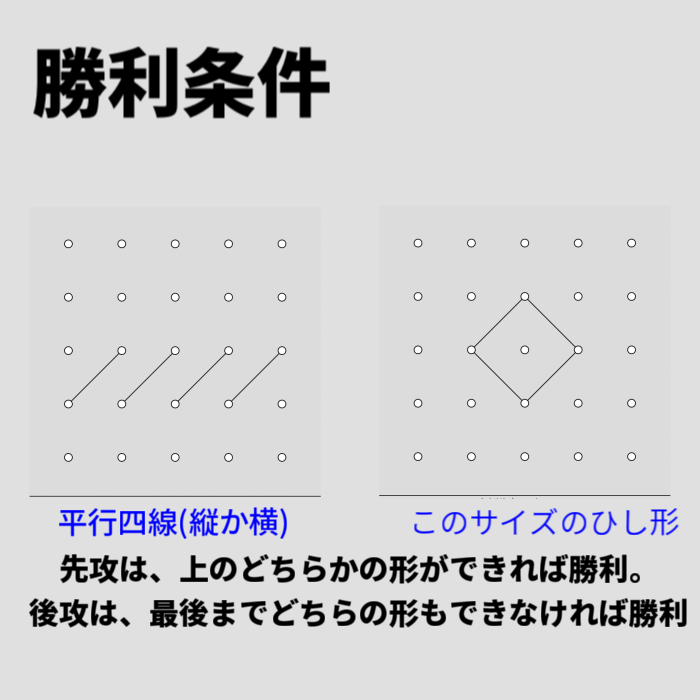 勝利条件
平行四線(縦か横)
このサイズのひし形
先攻は、上のどちらかの形ができれば勝利。
後攻は、最後までどちらの形もできなければ勝利